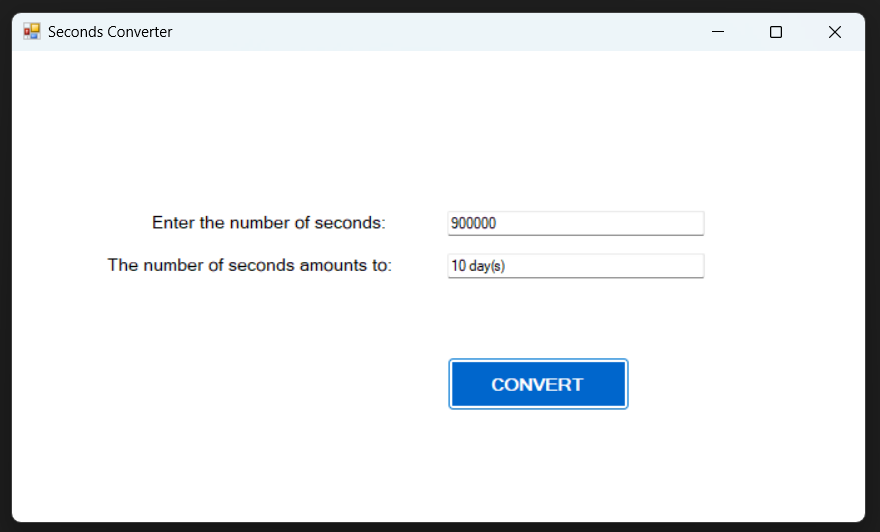 Seconds Converter
Enter the number of seconds: 900000
The number of seconds amounts to: 10 day(s)
CONVERT